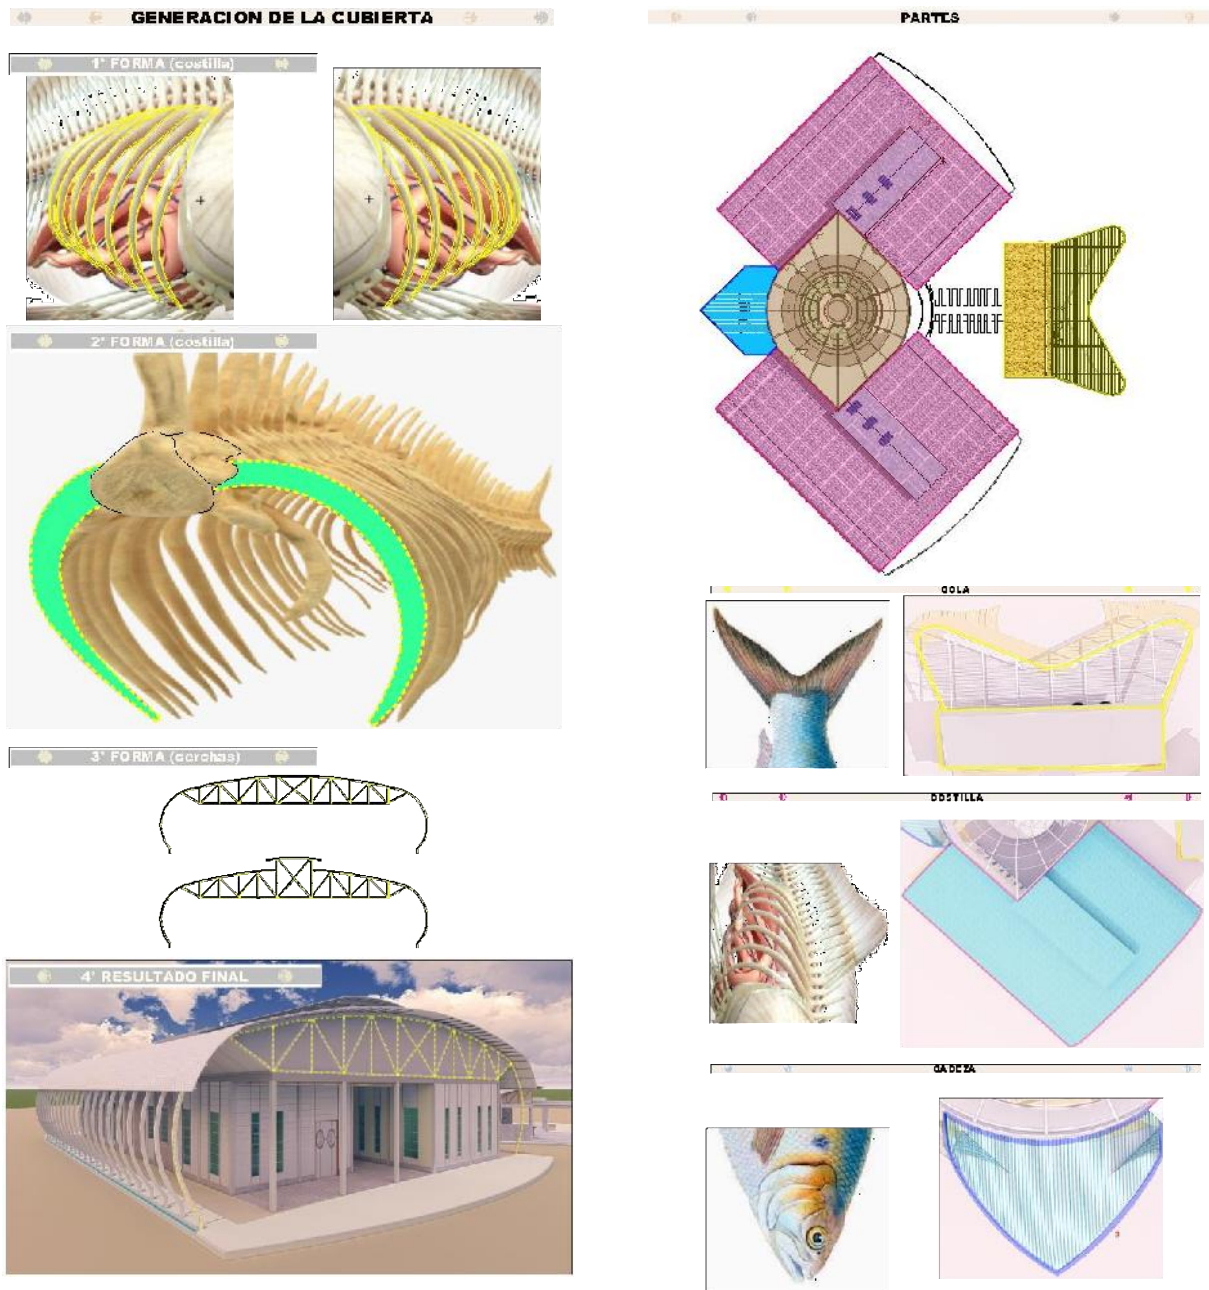 GENERACION DE LA CUBIERTA
1° FORMA (costilla)
2° FORMA (costilla)
3° FORMA (cerchas)
4° RESULTADO FINAL
PARTES
COLA
COSTILLA
CABEZA